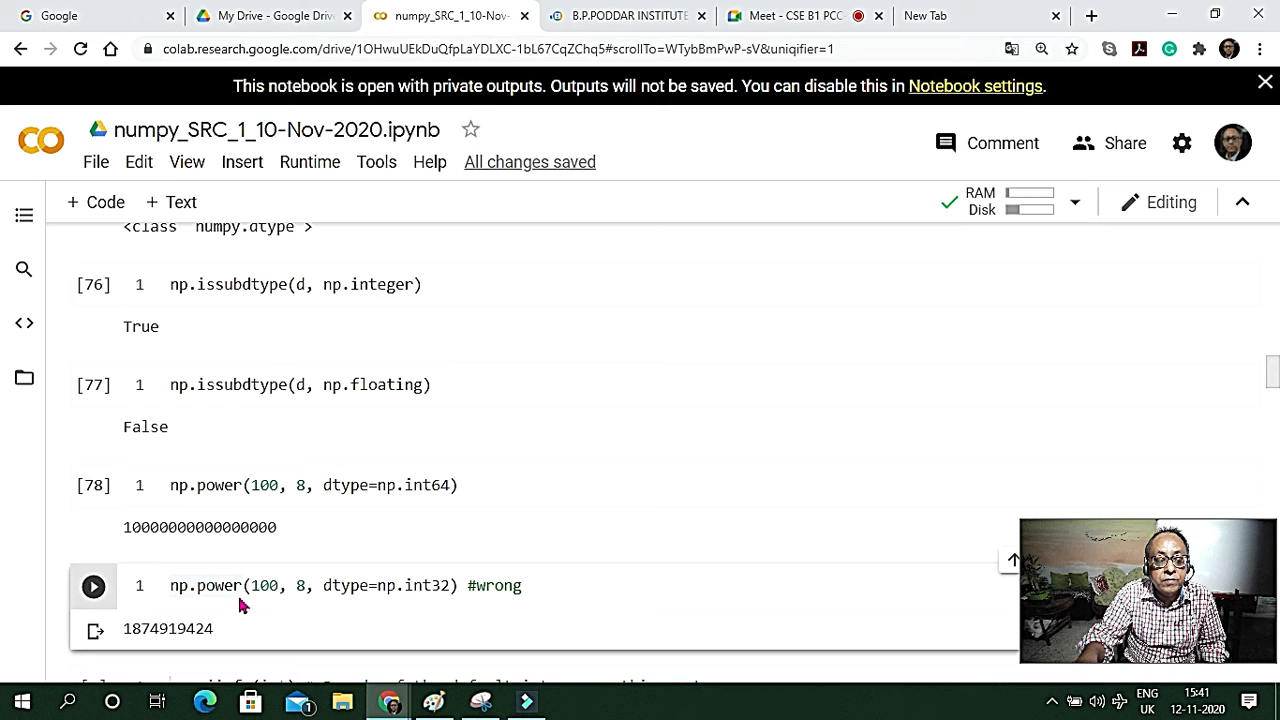 Google
My Drive - Google Driv
numpy_SRC_1_10-Nov-
B.P.PODDAR INSTITUTE
Meet - CSE B1 PCC
New Tab
colab.research.google.com/drive/1OHwuUEkDuQfpLaYDLXC-1bL67CqZChq5#scrollTo=WTybBmPwP-sV&uniqifier=1
This notebook is open with private outputs. Outputs will not be saved. You can disable this in Notebook settings.
numpy_SRC_1_10-Nov-2020.ipynb
Comment
Share
File Edit View Insert Runtime Tools Help All changes saved
+ Code + Text
RAM
Disk
Editing
<class 'numpy.dtype'>
[76] 1 np.issubdtype(d, np.integer)
True
[77] 1 np.issubdtype(d, np.floating)
False
[78] 1 np.power(100, 8, dtype=np.int64)
10000000000000000
1 np.power(100, 8, dtype=np.int32) #wrong
1874919424
ENG
UK
15:41
12-11-2020